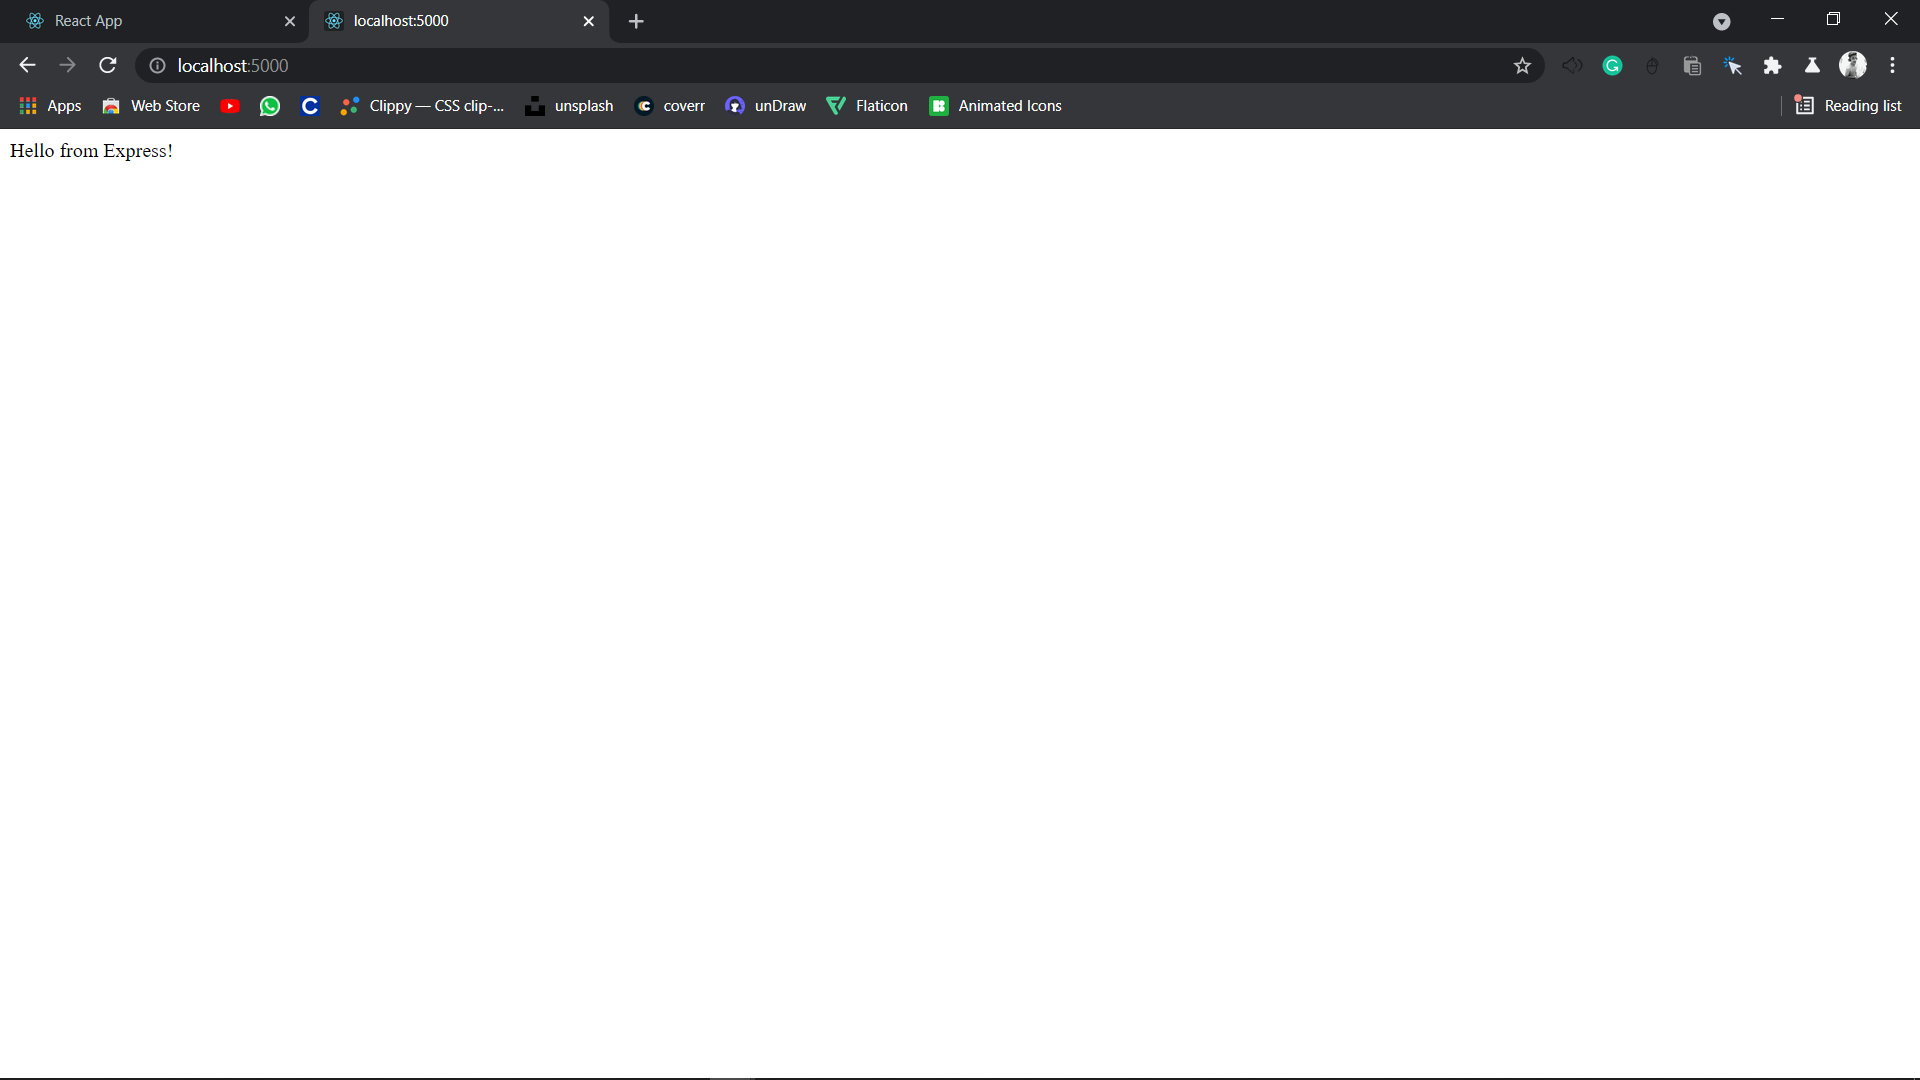 React App
localhost:5000
localhost:5000
Apps
Web Store
Clippy — CSS clip-...
unsplash
coverr
unDraw
Flaticon
Animated Icons
Reading list
Hello from Express!